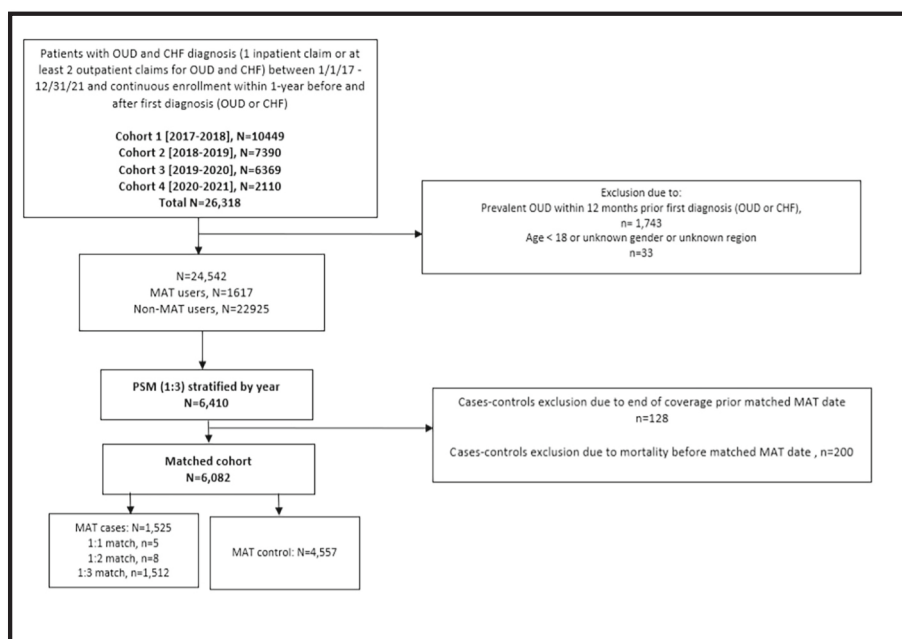 Patients with OUD and CHF diagnosis (1 inpatient claim or at
least 2 outpatient claims for OUD and CHF) between 1/1/17 -
12/31/21 and continuous enrollment within 1-year before and
after first diagnosis (OUD or CHF)
Cohort 1 [2017-2018], N=10449
Cohort 2 [2018-2019], N=7390
Cohort 3 [2019-2020], N=6369
Cohort 4 [2020-2021], N=2110
Total N=26,318
Exclusion due to:
Prevalent OUD within 12 months prior first diagnosis (OUD or CHF),
n= 1,743
Age < 18 or unknown gender or unknown region
n=33
N=24,542
MAT users, N=1617
Non-MAT users, N=22925
PSM (1:3) stratified by year
N=6,410
Cases-controls exclusion due to end of coverage prior matched MAT date
n=128
Cases-controls exclusion due to mortality before matched MAT date , n=200
Matched cohort
N=6,082
MAT cases: N=1,525
1:1 match, n=5
1:2 match, n=8
1:3 match, n=1,512
MAT control: N=4,557